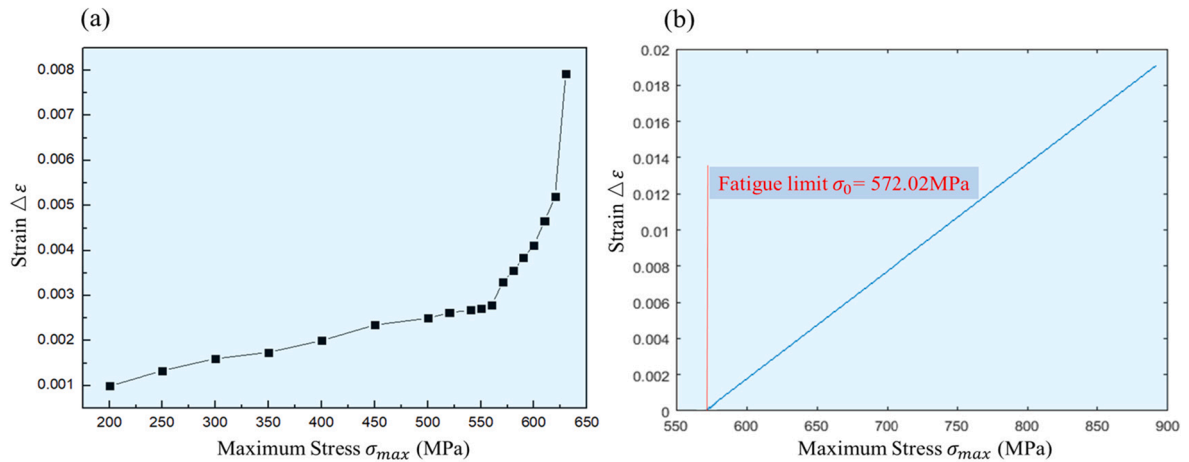 (a)
0.008
0.007
0.006
0.005
0.004
0.003
0.002
0.001
Strain △ε
200 250 300 350 400 450 500 550 600 650
Maximum Stress σmax (MPa)
(b)
0.02
0.018
0.016
0.014
0.012
0.01
0.008
0.006
0.004
0.002
0
Strain △ε
Fatigue limit σ0= 572.02MPa
550 600 650 700 750 800 850 900
Maximum Stress σmax (MPa)